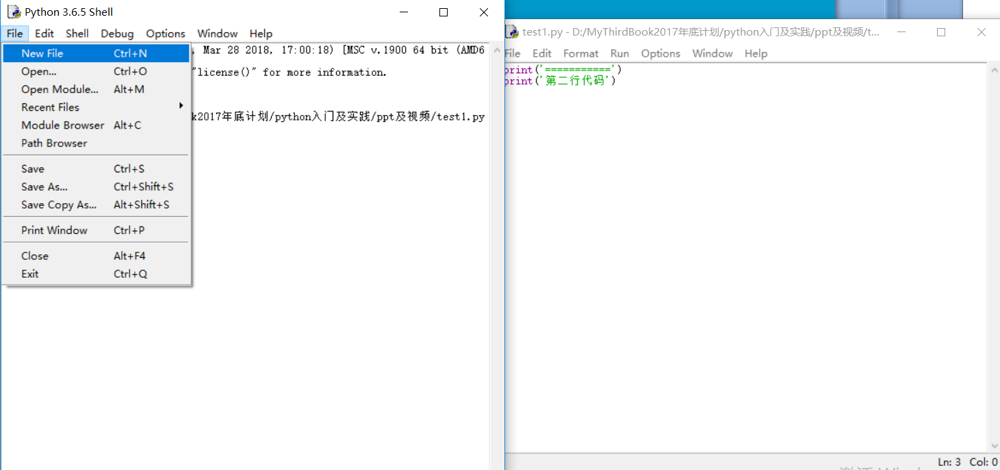 Python 3.6.5 Shell
File Edit Shell Debug Options Window Help
New File Ctrl+N
Open... Ctrl+O
Open Module... Alt+M
Recent Files
Module Browser Alt+C
Path Browser
Save Ctrl+S
Save As... Ctrl+Shift+S
Save Copy As... Alt+Shift+S
Print Window Ctrl+P
Close Alt+F4
Exit Ctrl+Q
, Mar 28 2018, 17:00:18) [MSC v.1900 64 bit (AMD6
"license()" for more information.
k2017年底计划/python入门及实践/ppt及视频/test1.py
test1.py - D:/MyThirdBook2017年底计划/python入门及实践/ppt及视频/t...
File Edit Format Run Options Window Help
print('===========')
print('第二行代码')
Ln: 3 Col: 0